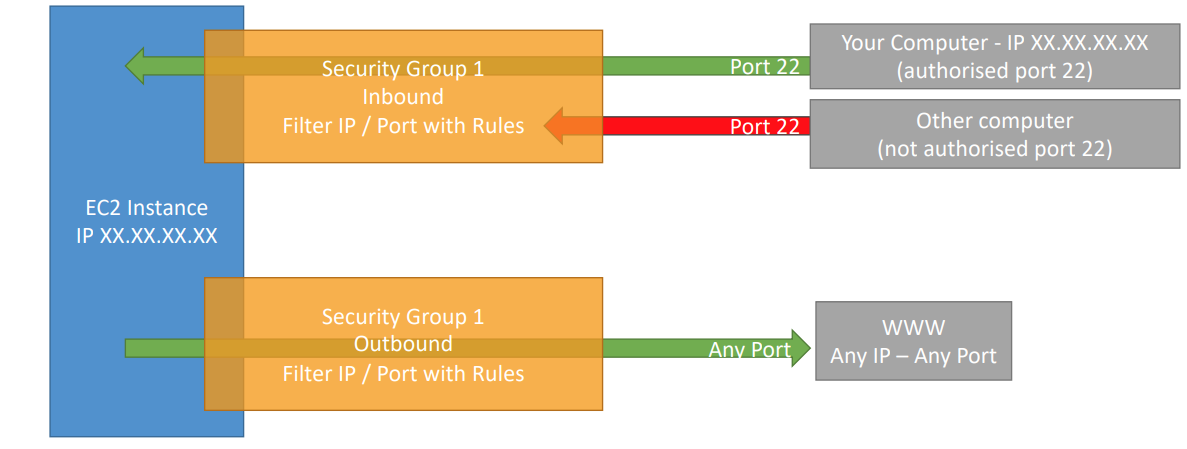 Security Group 1
Inbound
Filter IP / Port with Rules
Port 22
Your Computer - IP XX.XX.XX.XX
(authorised port 22)
Port 22
Other computer
(not authorised port 22)
EC2 Instance
IP XX.XX.XX.XX
Security Group 1
Outbound
Filter IP / Port with Rules
Any Port
WWW
Any IP – Any Port